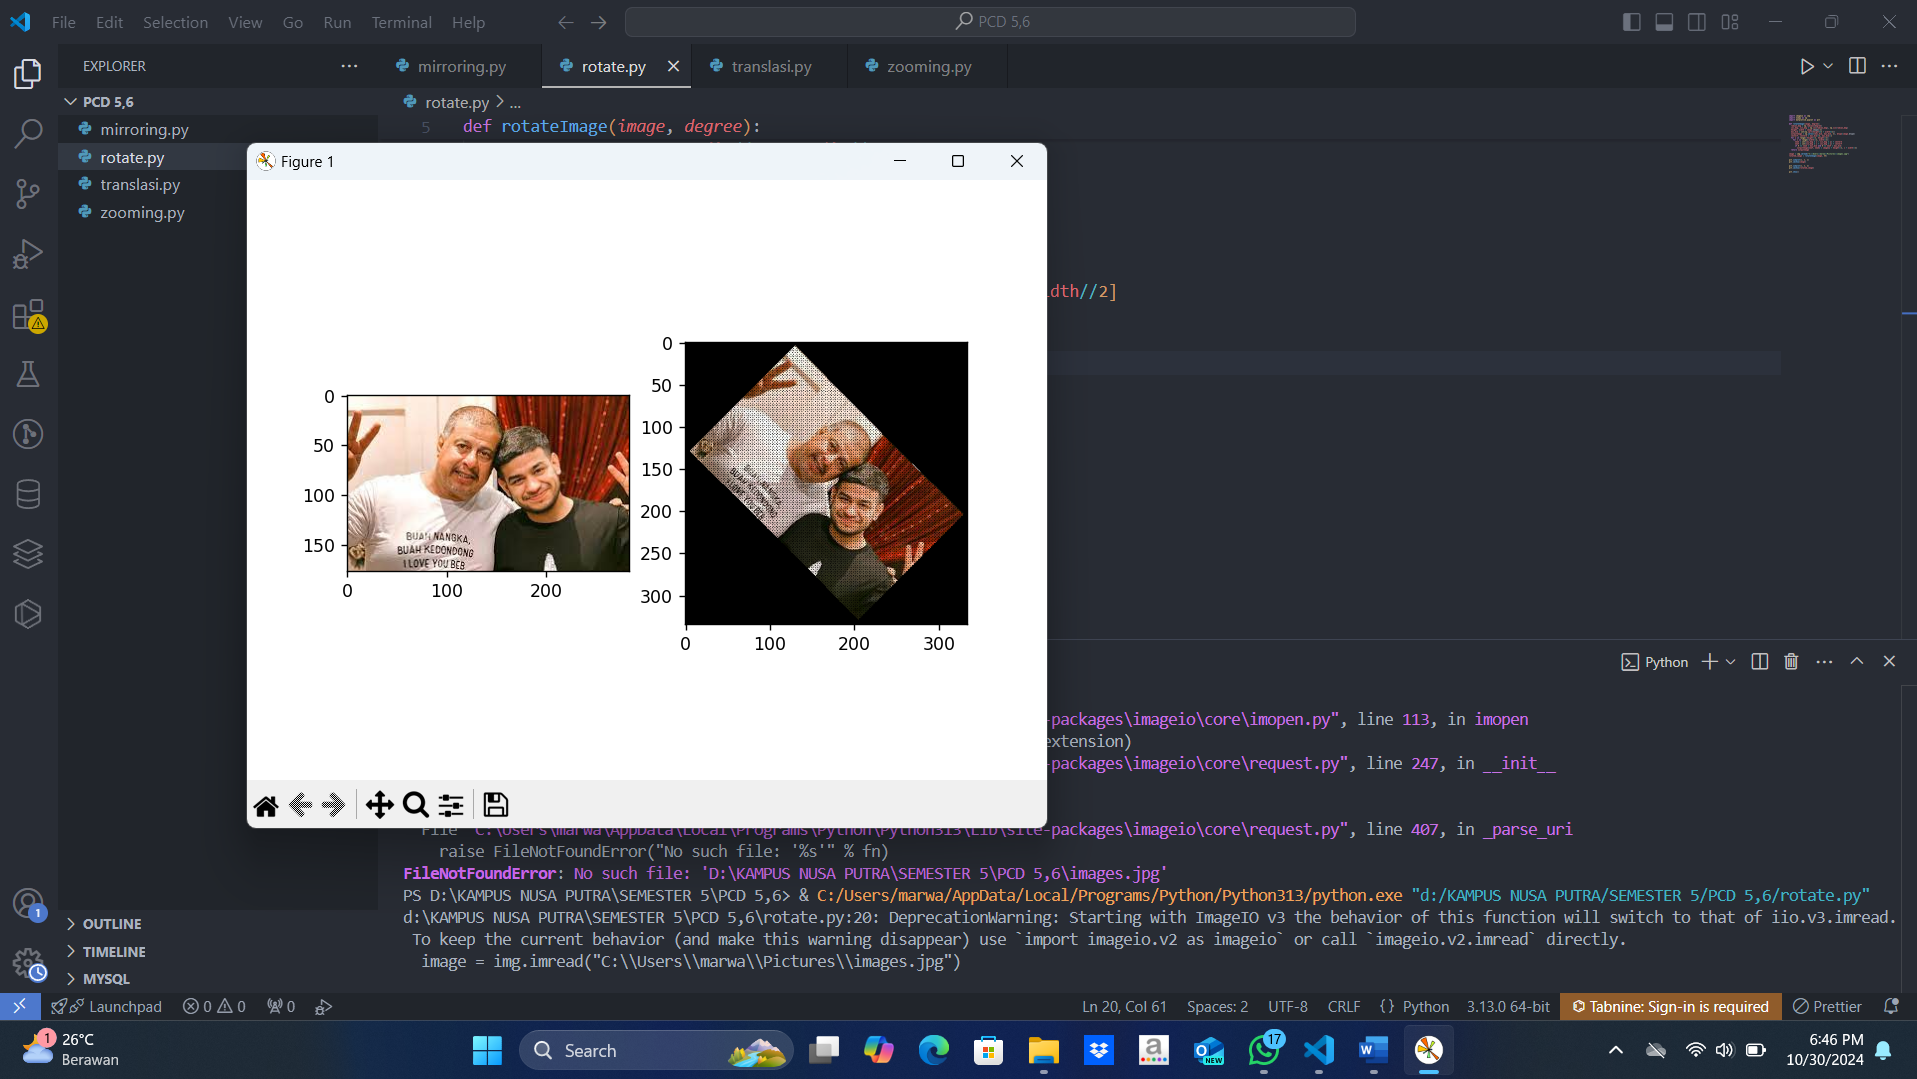 File Edit Selection View Go Run Terminal Help
PCD 5,6
EXPLORER
mirroring.py
rotate.py
translasi.py
zooming.py
PCD 5,6
mirroring.py
rotate.py
translasi.py
zooming.py
rotate.py > ...
5 def rotateImage(image, degree):
dth//2]
Figure 1
0
50
100
150
0 100 200
0
50
100
150
200
250
300
0 100 200 300
BUAH NANGKA,
BUAH KEDONDONG
I LOVE YOU BEB
Python
-packages\imageio\core\imopen.py", line 113, in imopen
extension)
-packages\imageio\core\request.py", line 247, in __init__
File "C:\Users\marwa\AppData\Local\Programs\Python\Python313\Lib\site-packages\imageio\core\request.py", line 407, in _parse_uri
raise FileNotFoundError("No such file: '%s'" % fn)
FileNotFoundError: No such file: 'D:\KAMPUS NUSA PUTRA\SEMESTER 5\PCD 5,6\images.jpg'
PS D:\KAMPUS NUSA PUTRA\SEMESTER 5\PCD 5,6> & C:/Users/marwa/AppData/Local/Programs/Python/Python313/python.exe "d:/KAMPUS NUSA PUTRA/SEMESTER 5/PCD 5,6/rotate.py"
d:\KAMPUS NUSA PUTRA\SEMESTER 5\PCD 5,6\rotate.py:20: DeprecationWarning: Starting with ImageIO v3 the behavior of this function will switch to that of iio.v3.imread.
To keep the current behavior (and make this warning disappear) use `import imageio.v2 as imageio` or call `imageio.v2.imread` directly.
image = img.imread("C:\\Users\\marwa\\Pictures\\images.jpg")
OUTLINE
TIMELINE
MYSQL
1
Launchpad 0 0 0
Ln 20, Col 61 Spaces: 2 UTF-8 CRLF {} Python 3.13.0 64-bit Tabnine: Sign-in is required Prettier
1
26°C
Berawan
Search
NEW
17
6:46 PM
10/30/2024